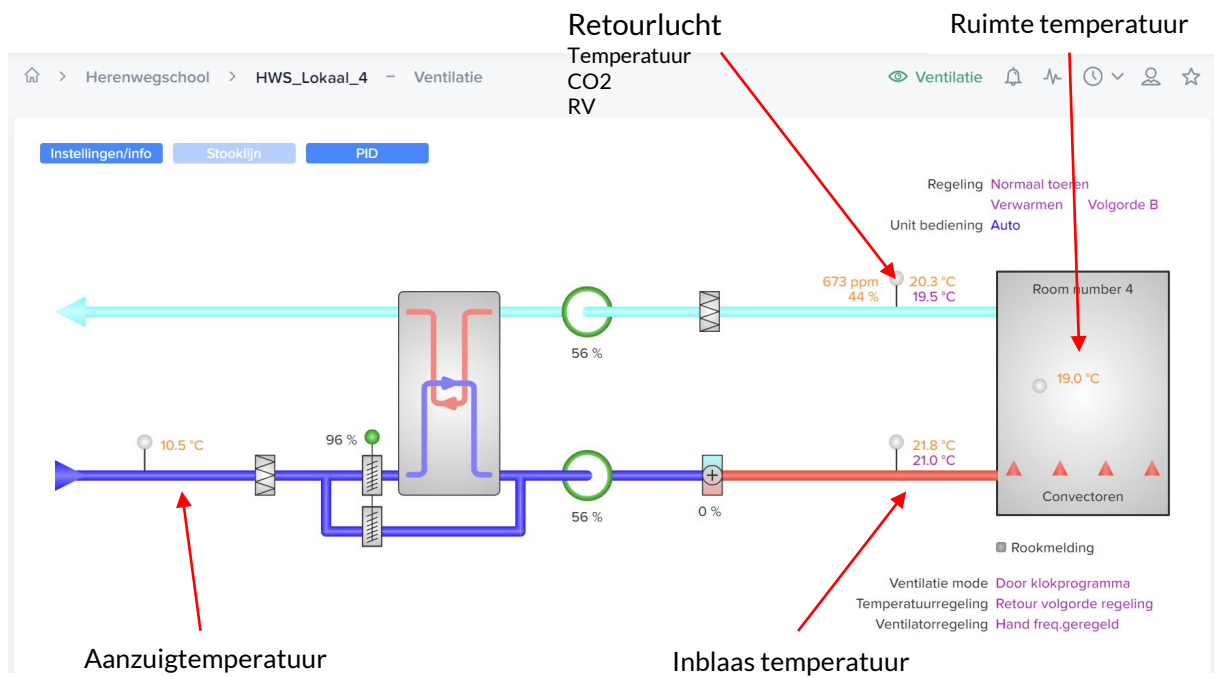 Retourlucht
Temperatuur
CO2
RV
Ruimte temperatuur
Herenwegschool > HWS_Lokaal_4 – Ventilatie
Ventilatie
Instellingen/info
Stooklijn
PID
Regeling Normaal toeren
Verwarmen Volgorde B
Unit bediening Auto
673 ppm 20.3 °C
44 % 19.5 °C
Room number 4
56 %
19.0 °C
10.5 °C
96 %
21.8 °C
21.0 °C
Convectoren
56 %
0 %
Rookmelding
Ventilatie mode Door klokprogramma
Temperatuurregeling Retour volgorde regeling
Ventilatorregeling Hand freq.geregeld
Aanzuigtemperatuur
Inblaas temperatuur